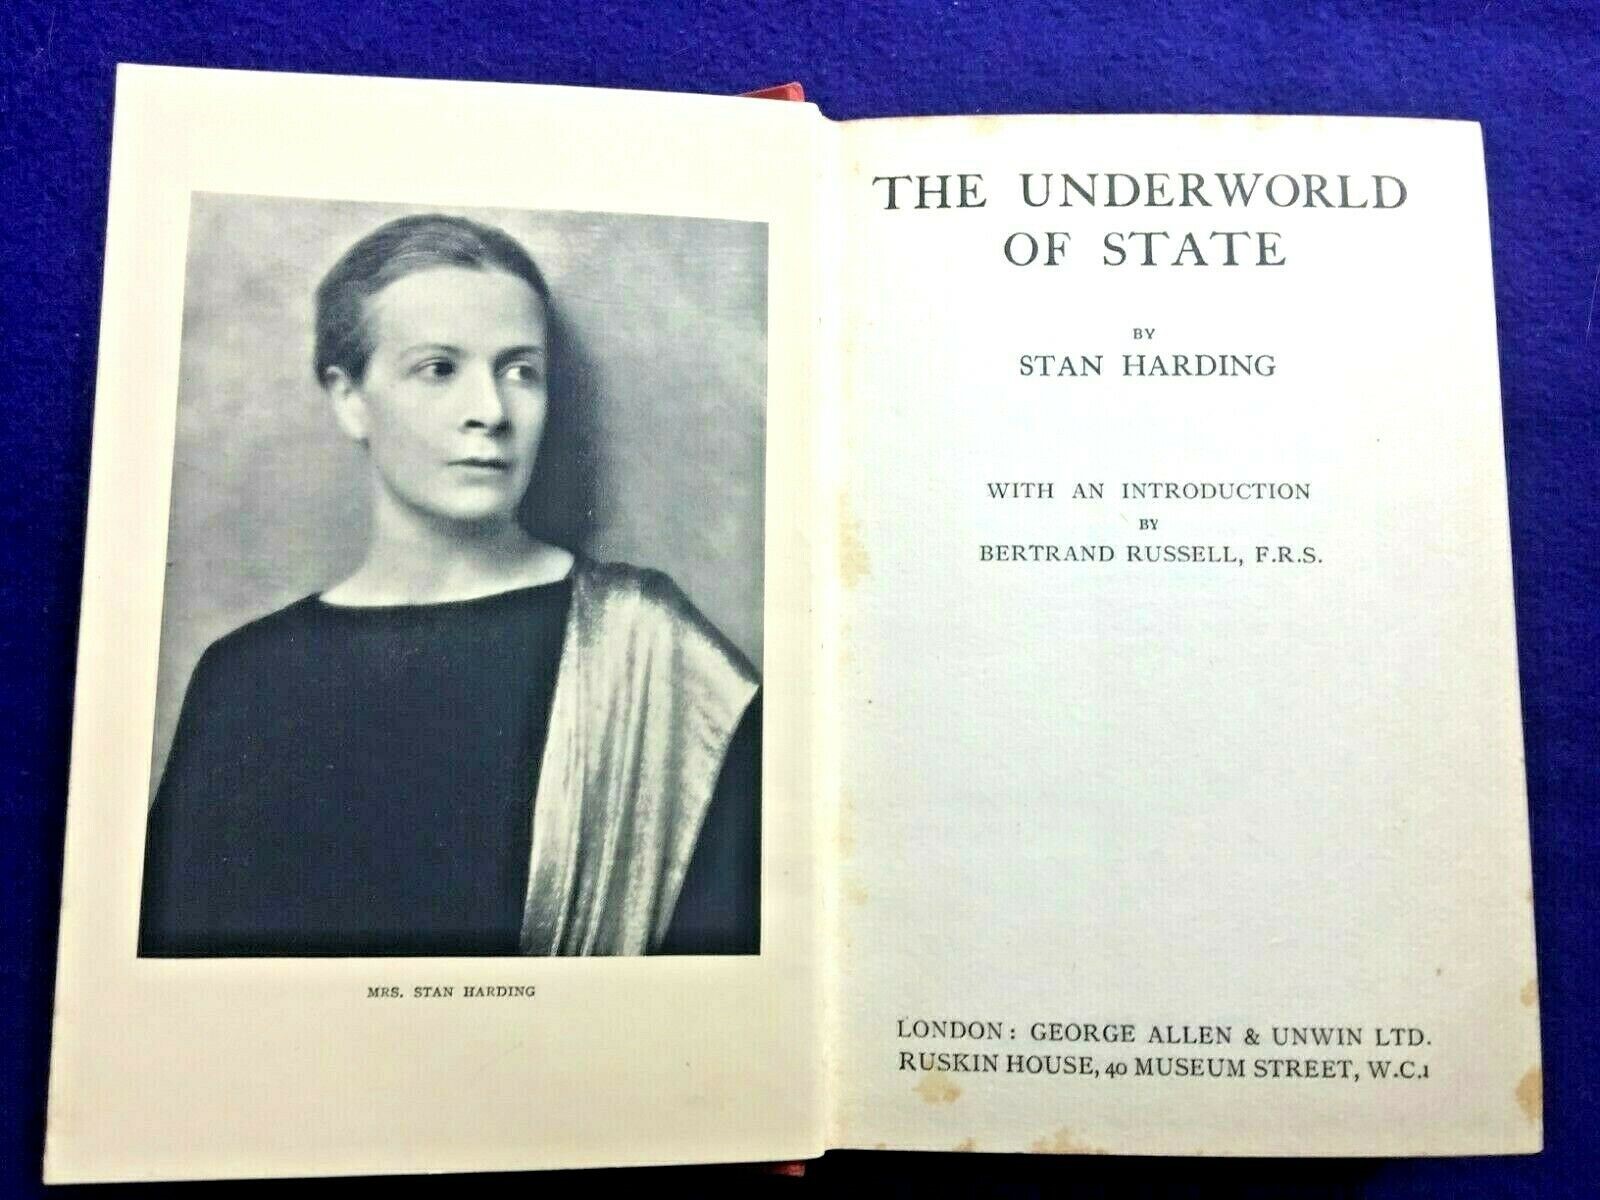 MRS. STAN HARDING
THE UNDERWORLD
OF STATE
BY
STAN HARDING
WITH AN INTRODUCTION
BY
BERTRAND RUSSELL, F.R.S.
LONDON: GEORGE ALLEN & UNWIN LTD.
RUSKIN HOUSE, 40 MUSEUM STREET, W.C.1